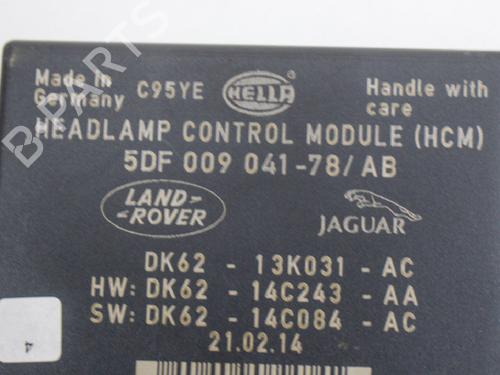 Made in
Germany
C95YE
HELLA
Handle with
care
HEADLAMP CONTROL MODULE (HCM)
5DF 009 041-78/ AB
LAND
ROVER
JAGUAR
DK62 - 13K031 - AC
HW: DK62 - 14C243 - AA
SW: DK62 - 14C084 - AC
21.02.14
4
B-PARTS